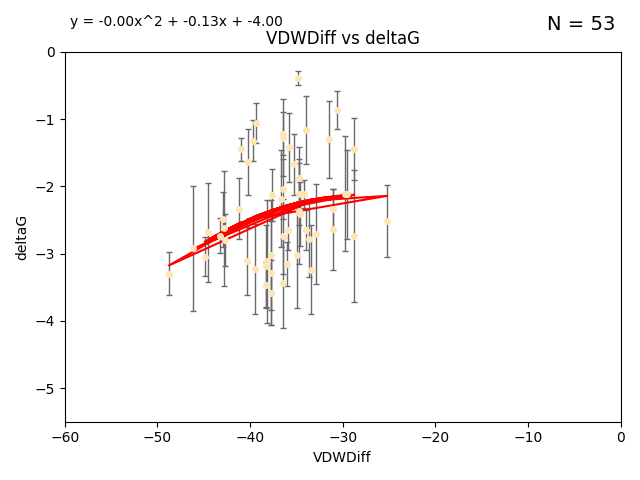 y = -0.00x^2 + -0.13x + -4.00
N = 53
VDWDiff vs deltaG
0
−1
−2
−3
−4
−5
deltaG
−60 −50 −40 −30 −20 −10 0
VDWDiff